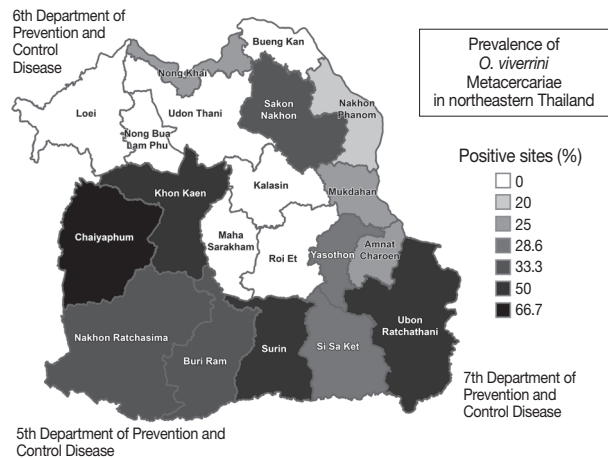 6th Department of
Prevention and
Control
Disease
Bueng Kan
Nong Khai
Loei
Udon Thani
Sakon
Nakhon
Nakhon
Phanom
Nong Bua
Lam Phu
Khon Kaen
Kalasin
Mukdahan
Chaiyaphum
Maha
Sarakham
Roi Et
Yasothon
Amnat
Charoen
Nakhon Ratchasima
Buri Ram
Surin
Si Sa Ket
Ubon
Ratchathani
5th Department of Prevention and
Control Disease
7th Department of
Prevention and
Control Disease
Prevalence of
O. viverrini
Metacercariae
in northeastern Thailand
Positive sites (%)
0
20
25
28.6
33.3
50
66.7